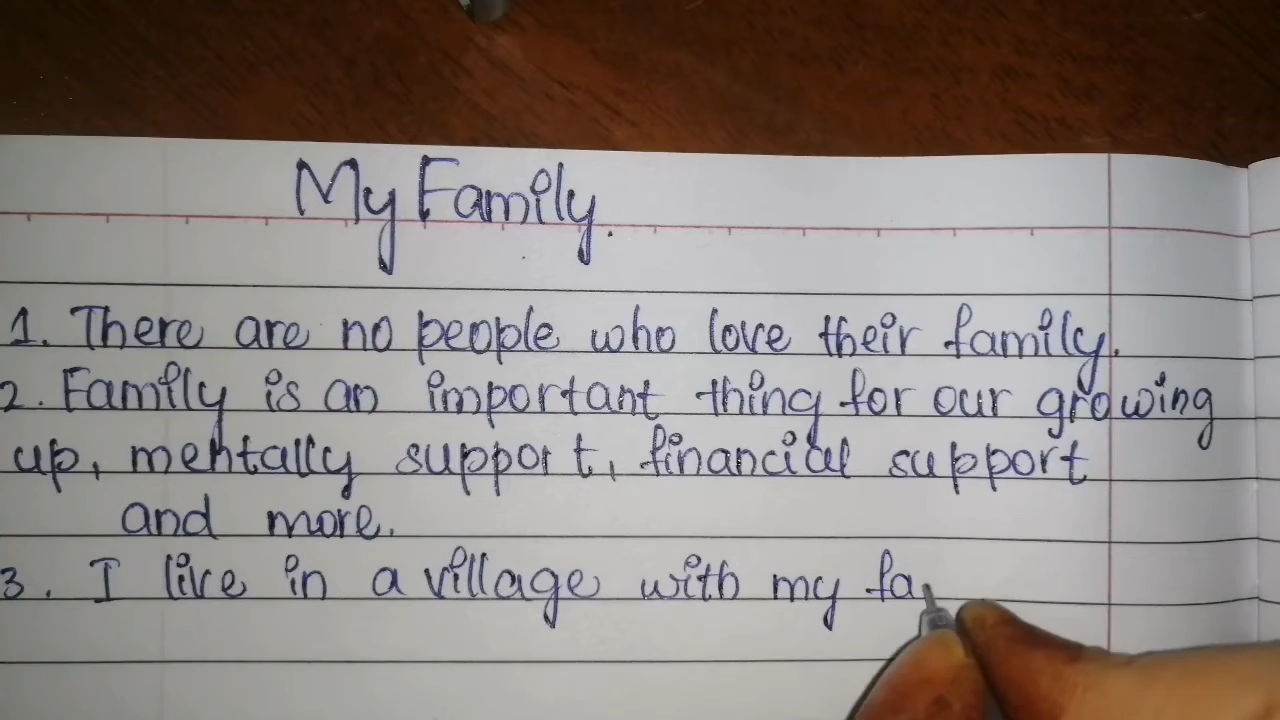 My Family.
1. There are no people who love their family.
2. Family is an important thing for our growing
up, mentally support, financial support
and more.
3. I live in a village with my fa